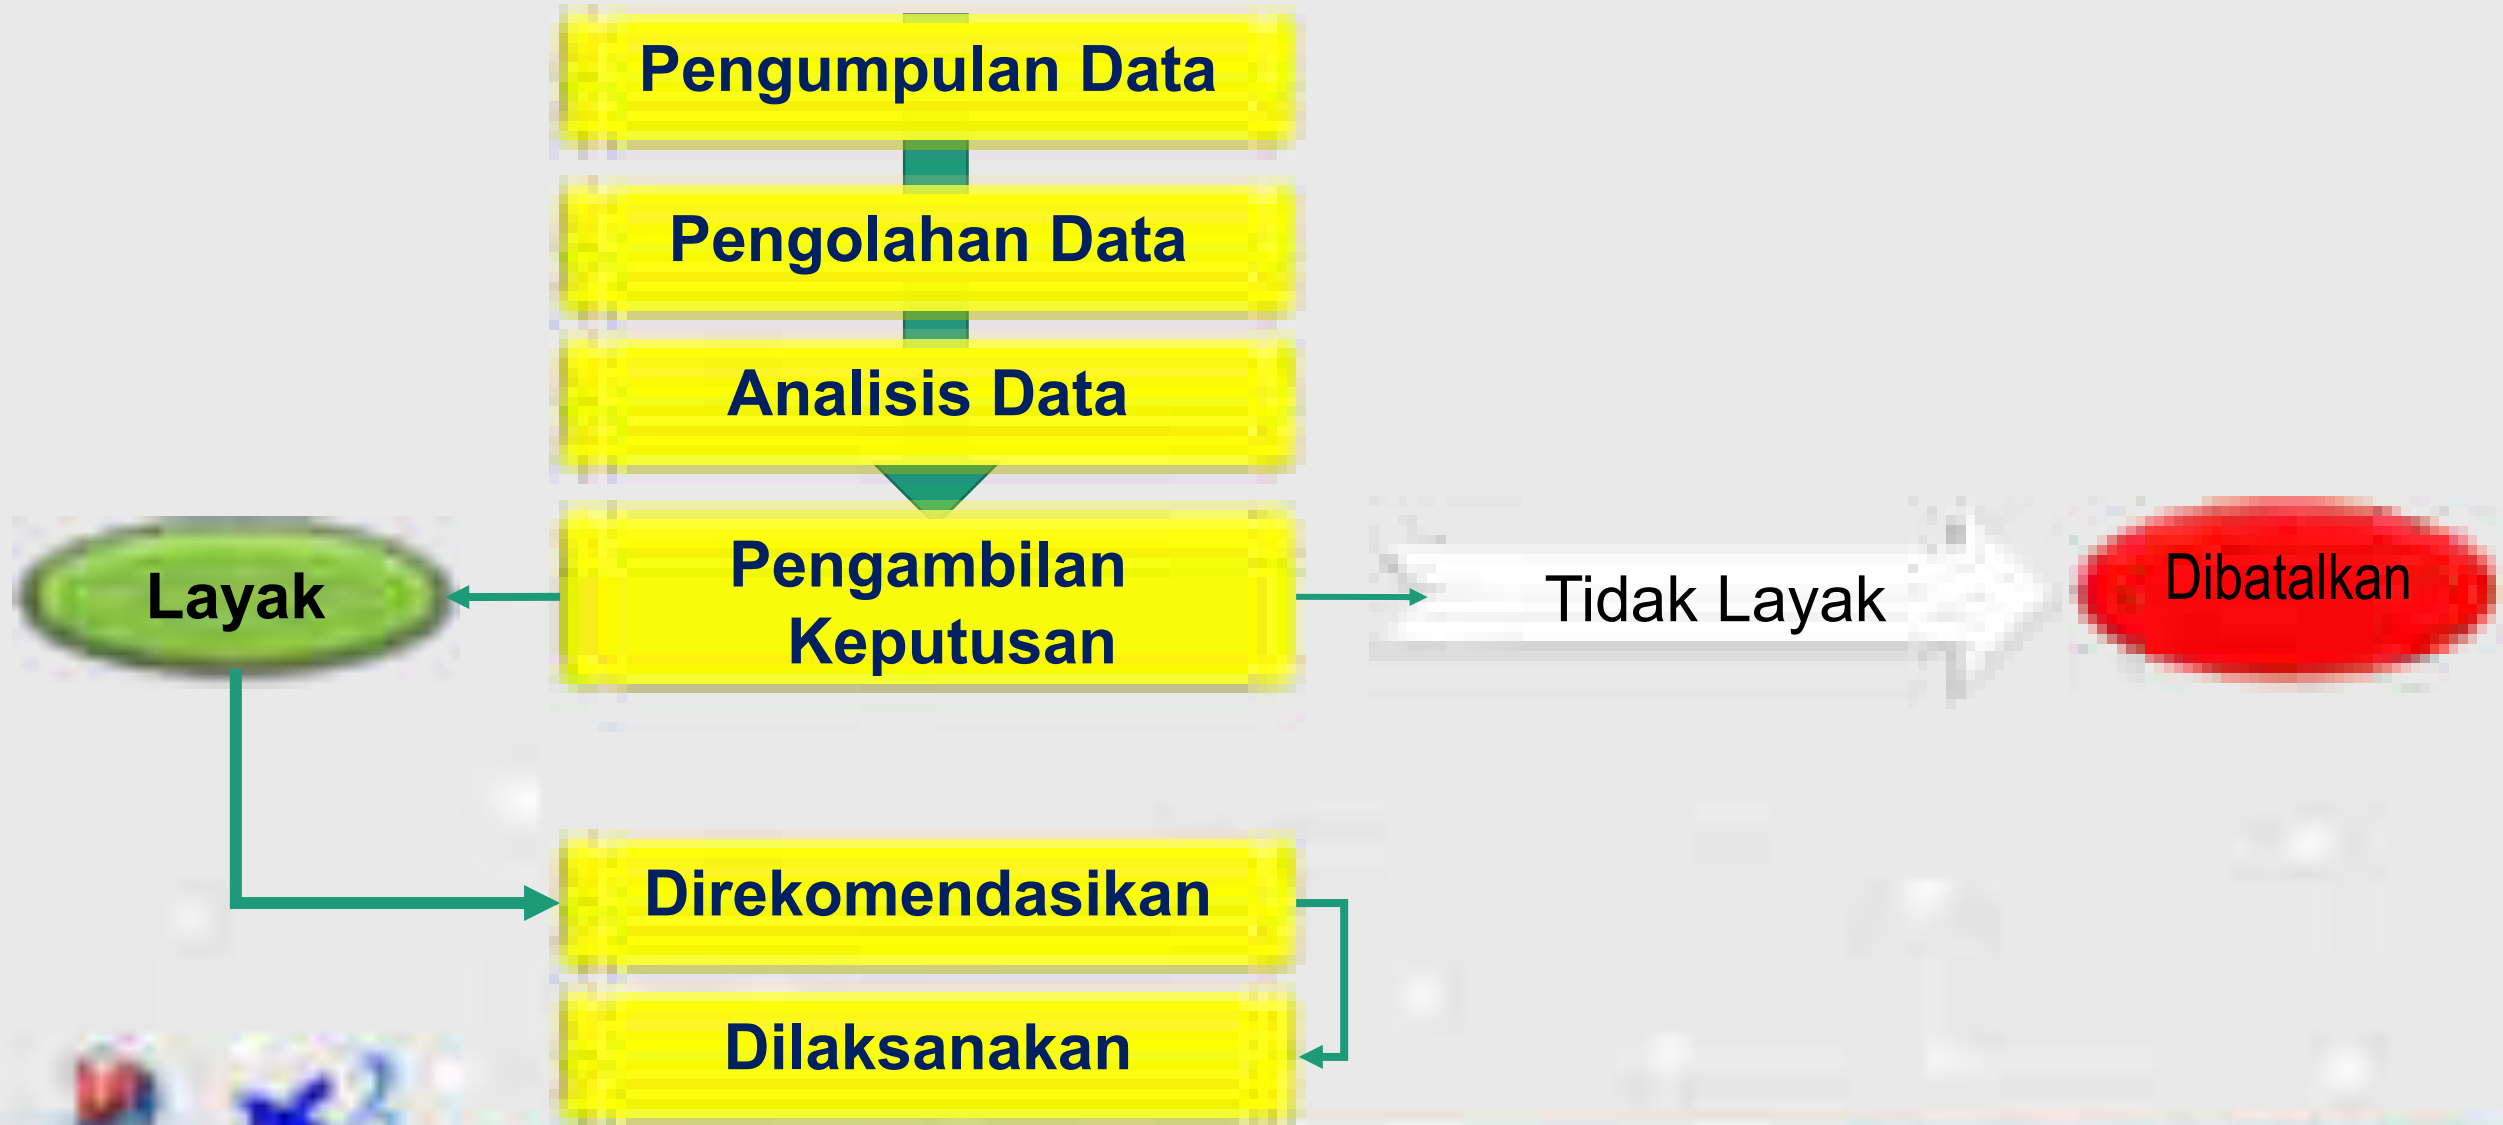 Pengumpulan Data
Pengolahan Data
Analisis Data
Pengambilan
Keputusan
Layak
Tidak Layak
Dibatalkan
Direkomendasikan
Dilaksanakan